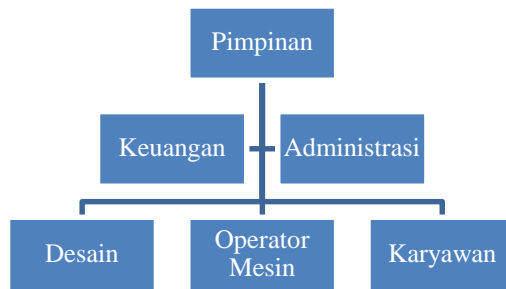 Pimpinan
Keuangan
Administrasi
Desain
Operator
Mesin
Karyawan